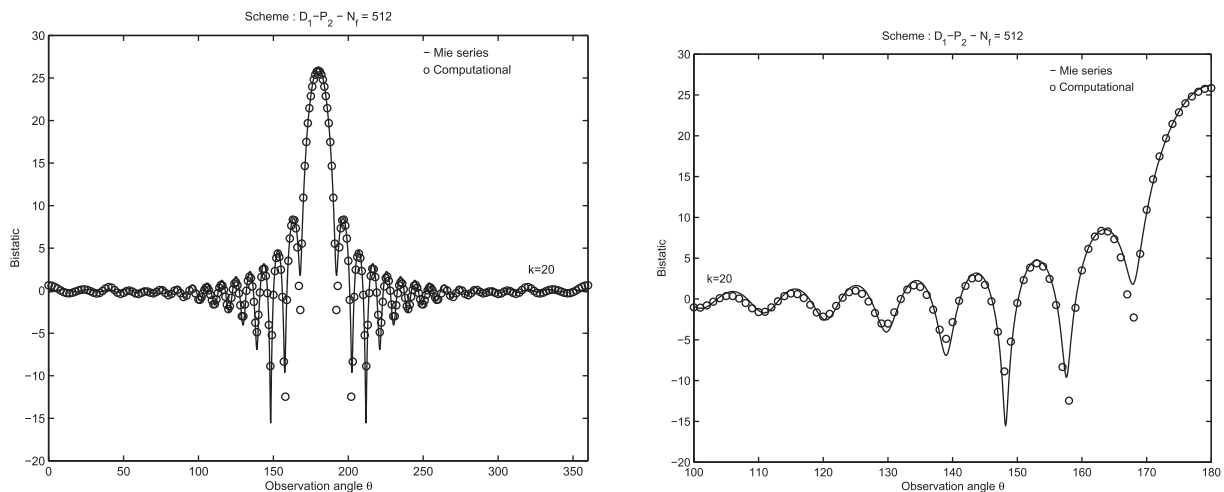 Scheme : D1−P2 − Nf = 512
30
25
20
15
10
5
0
−5
−10
−15
−20
Bistatic
− Mie series
o Computational
k=20
0 50 100 150 200 250 300 350
Observation angle θ
Scheme : D1−P2 − Nf = 512
30
25
20
15
10
5
0
−5
−10
−15
−20
Bistatic
− Mie series
o Computational
k=20
100 110 120 130 140 150 160 170 180
Observation angle θ